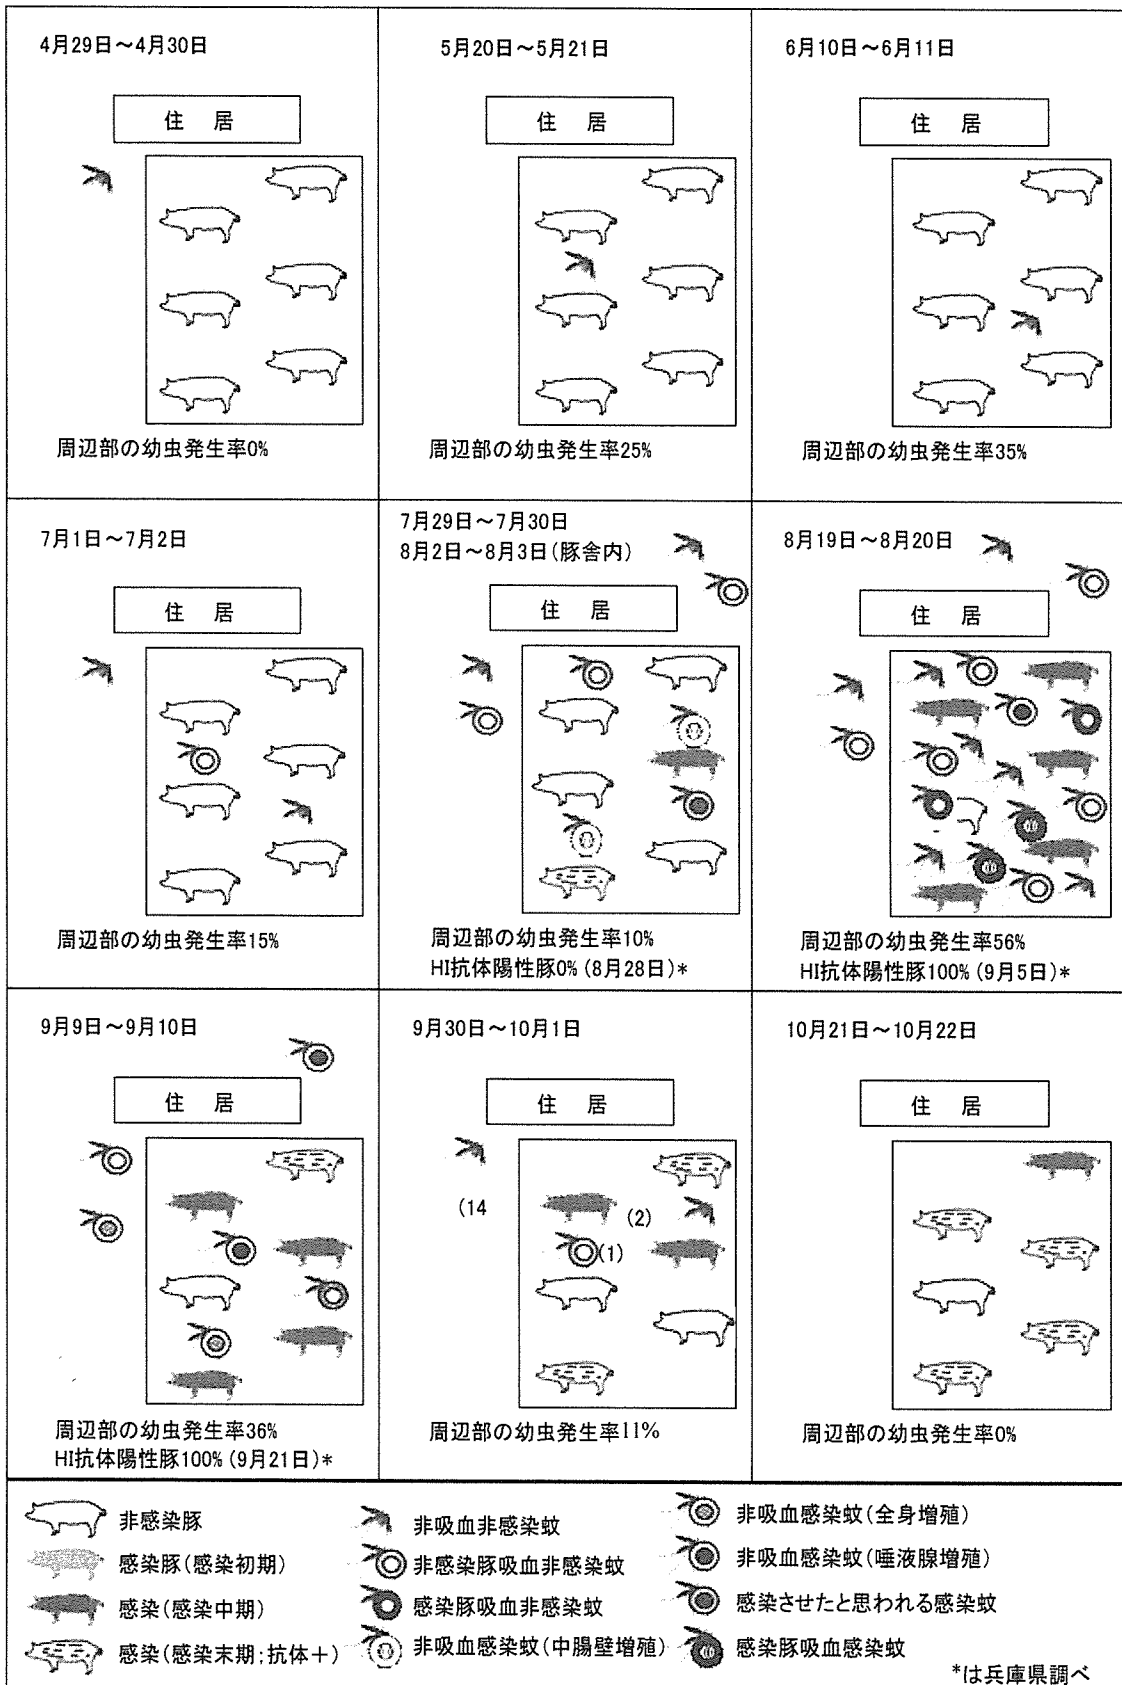 4月29日～4月30日
住 居
周辺部の幼虫発生率0%
5月20日～5月21日
住 居
周辺部の幼虫発生率25%
6月10日～6月11日
住 居
周辺部の幼虫発生率35%
7月1日～7月2日
住 居
周辺部の幼虫発生率15%
7月29日～7月30日
8月2日～8月3日(豚舎内)
住 居
周辺部の幼虫発生率10%
HI抗体陽性豚0%(8月28日)*
8月19日～8月20日
住 居
周辺部の幼虫発生率56%
HI抗体陽性豚100%(9月5日)*
9月9日～9月10日
住 居
周辺部の幼虫発生率36%
HI抗体陽性豚100%(9月21日)*
9月30日～10月1日
住 居
(14
(2)
(1)
周辺部の幼虫発生率11%
10月21日～10月22日
住 居
周辺部の幼虫発生率0%
非感染豚
感染豚(感染初期)
感染(感染中期)
感染(感染末期;抗体＋)
非吸血非感染蚊
非感染豚吸血非感染蚊
感染豚吸血非感染蚊
非吸血感染蚊(中腸壁増殖)
非吸血感染蚊(全身増殖)
非吸血感染蚊(唾液腺増殖)
感染させたと思われる感染蚊
感染豚吸血感染蚊
*は兵庫県調べ